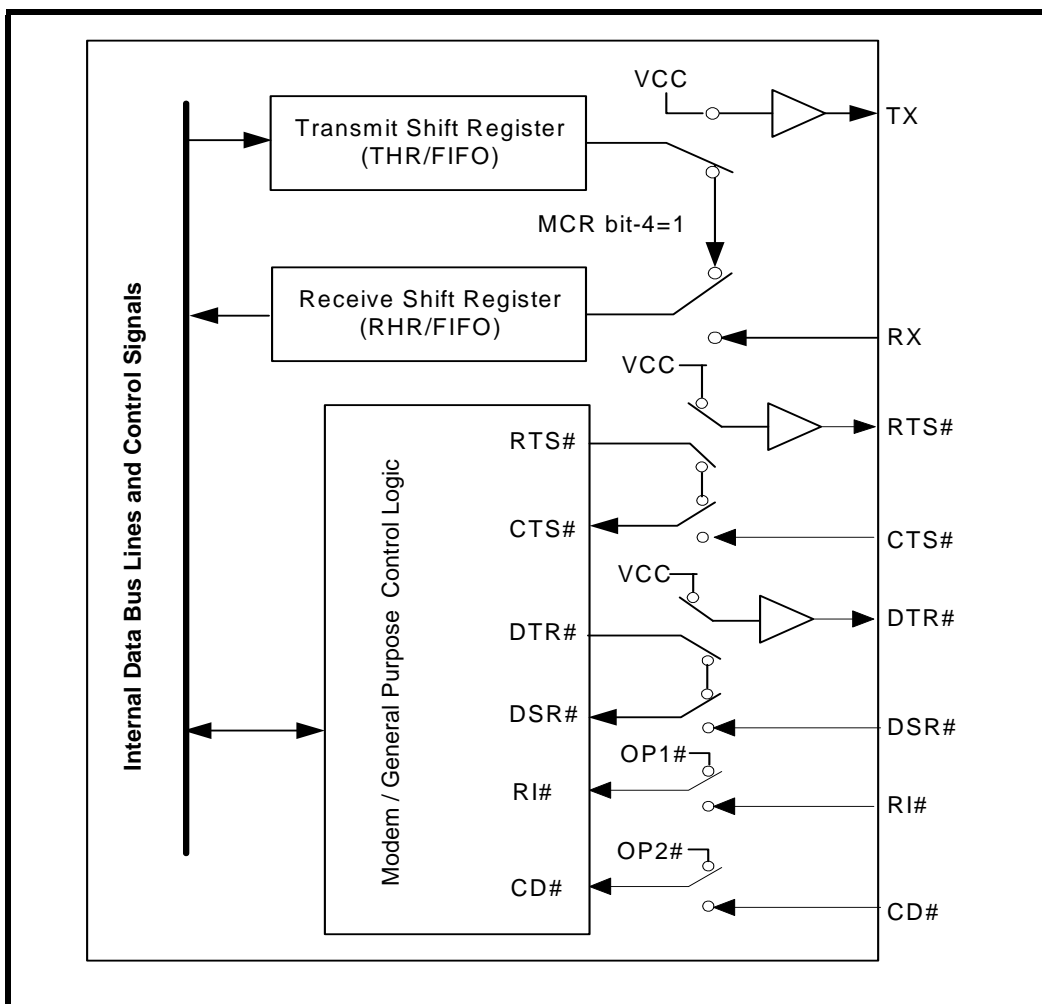 VCC
TX
Transmit Shift Register
(THR/FIFO)
MCR bit-4=1
Receive Shift Register
(RHR/FIFO)
RX
VCC
RTS#
RTS#
CTS#
CTS#
VCC
DTR#
DTR#
DSR#
DSR#
OP1#
RI#
RI#
OP2#
CD#
CD#
Internal Data Bus Lines and Control Signals
Modem / General Purpose Control Logic